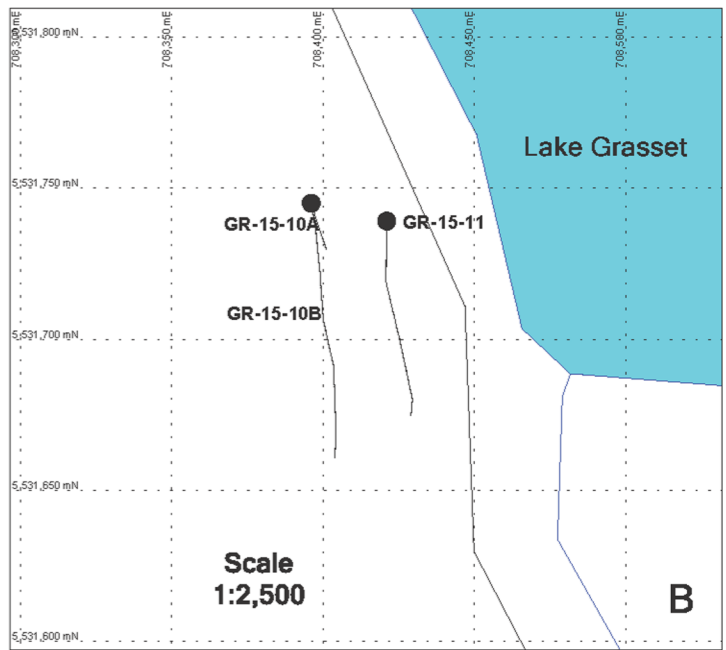 708,300 mE
708,350 mE
708,400 mE
708,450 mE
708,500 mE
5,531,800 mN
Lake Grasset
5,531,750 mN
GR-15-10A
GR-15-11
GR-15-10B
5,531,700 mN
5,531,650 mN
Scale
1:2,500
B
5,531,600 mN